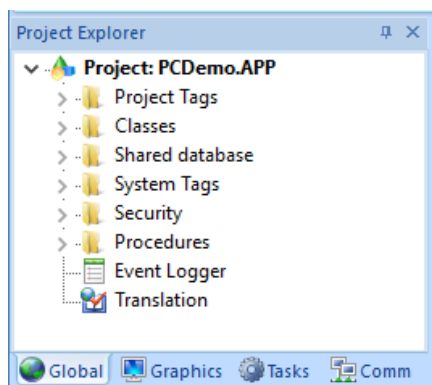 Project Explorer
Project: PCDemo.APP
Project Tags
Classes
Shared database
System Tags
Security
Procedures
Event Logger
Translation
Global Graphics Tasks Comm